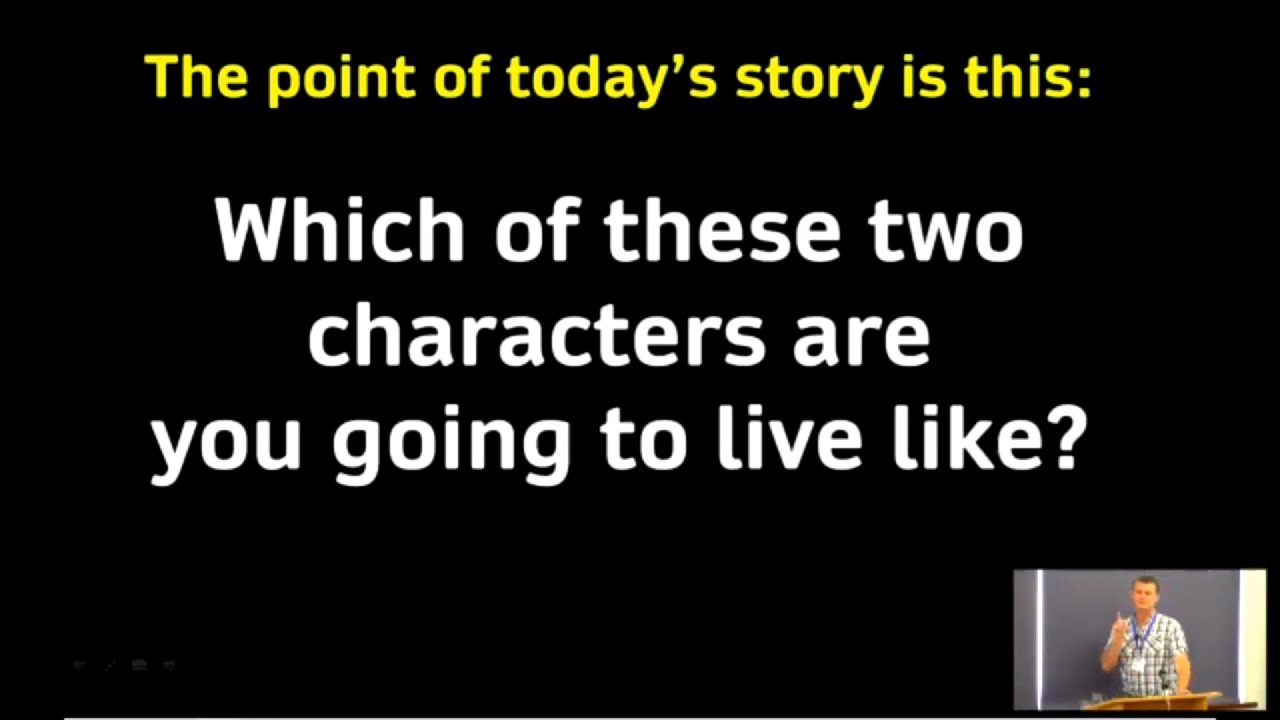 The point of today’s story is this:
Which of these two
characters are
you going to live like?